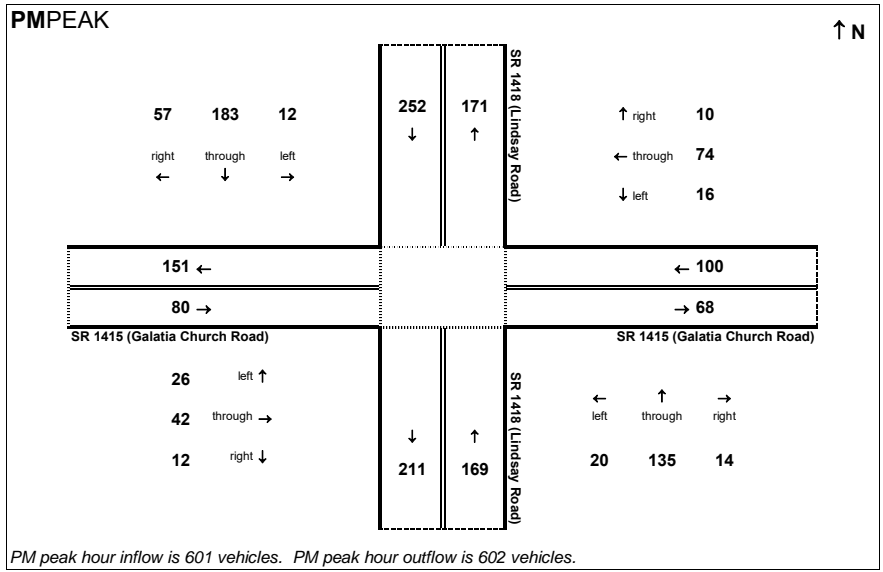 PMPEAK
↑ N
57 183 12
right through left
← ↓ →
252 171
↓ ↑
SR 1418 (Lindsay Road)
↑ right 10
← through 74
↓ left 16
151 ←
← 100
80 →
→ 68
SR 1415 (Galatia Church Road)
SR 1415 (Galatia Church Road)
26 left ↑
42 through →
12 right ↓
↓ ↑
211 169
SR 1418 (Lindsay Road)
← ↑ →
left through right
20 135 14
PM peak hour inflow is 601 vehicles. PM peak hour outflow is 602 vehicles.